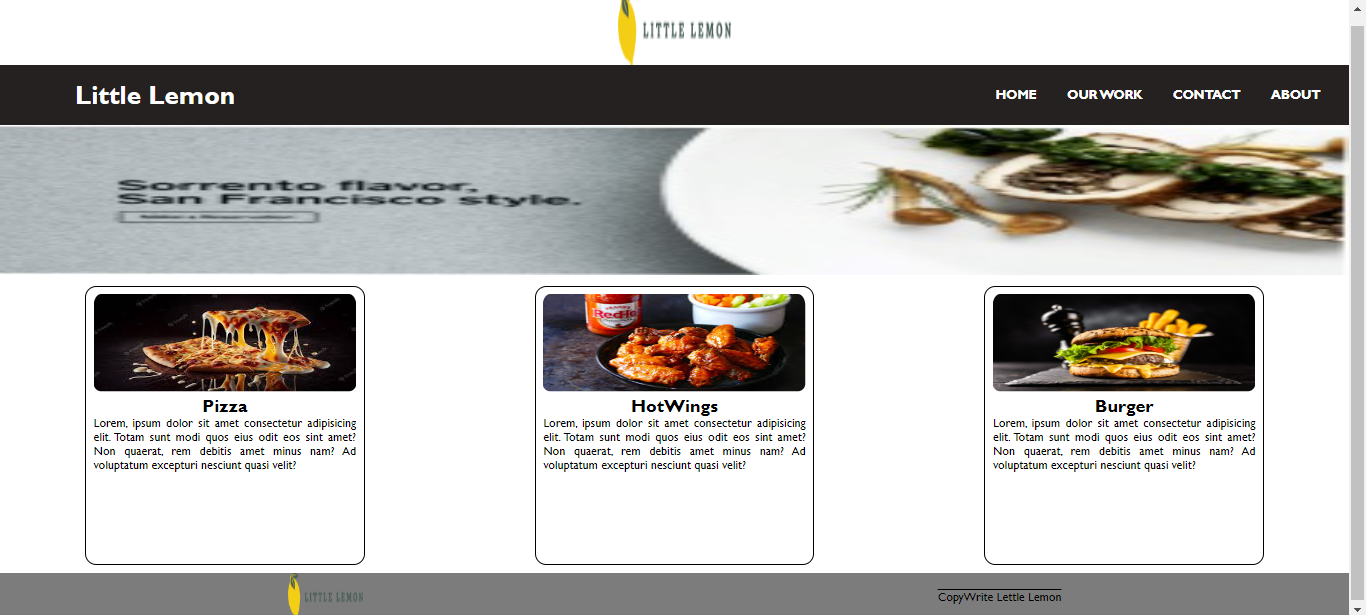 LITTLE LEMON
Little Lemon
HOME OUR WORK CONTACT ABOUT
Sorrento flavor,
San Francisco style.
RedHot
Pizza
Lorem, ipsum dolor sit amet consectetur adipisicing
elit. Totam sunt modi quos eius odit eos sint amet?
Non quaerat, rem debitis amet minus nam? Ad
voluptatum excepturi nesciunt quasi velit?
HotWings
Lorem, ipsum dolor sit amet consectetur adipisicing
elit. Totam sunt modi quos eius odit eos sint amet?
Non quaerat, rem debitis amet minus nam? Ad
voluptatum excepturi nesciunt quasi velit?
Burger
Lorem, ipsum dolor sit amet consectetur adipisicing
elit. Totam sunt modi quos eius odit eos sint amet?
Non quaerat, rem debitis amet minus nam? Ad
voluptatum excepturi nesciunt quasi velit?
LITTLE LEMON
CopyWrite Lettle Lemon